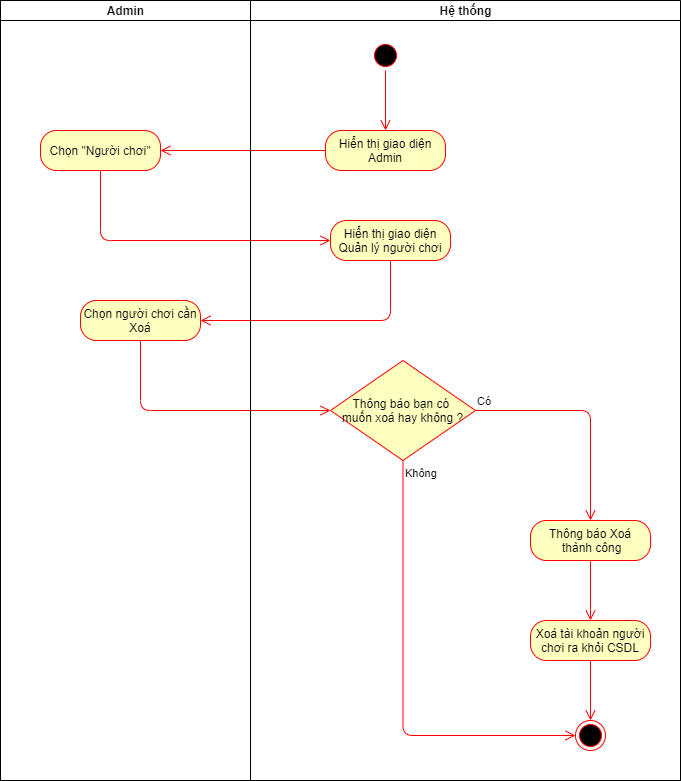 Admin
Hệ thống
Hiển thị giao diện
Admin
Chọn "Người chơi"
Hiển thị giao diện
Quản lý người chơi
Chọn người chơi cần
Xoá
Thông báo bạn có
muốn xoá hay không ?
Có
Không
Thông báo Xoá
thành công
Xoá tài khoản người
chơi ra khỏi CSDL